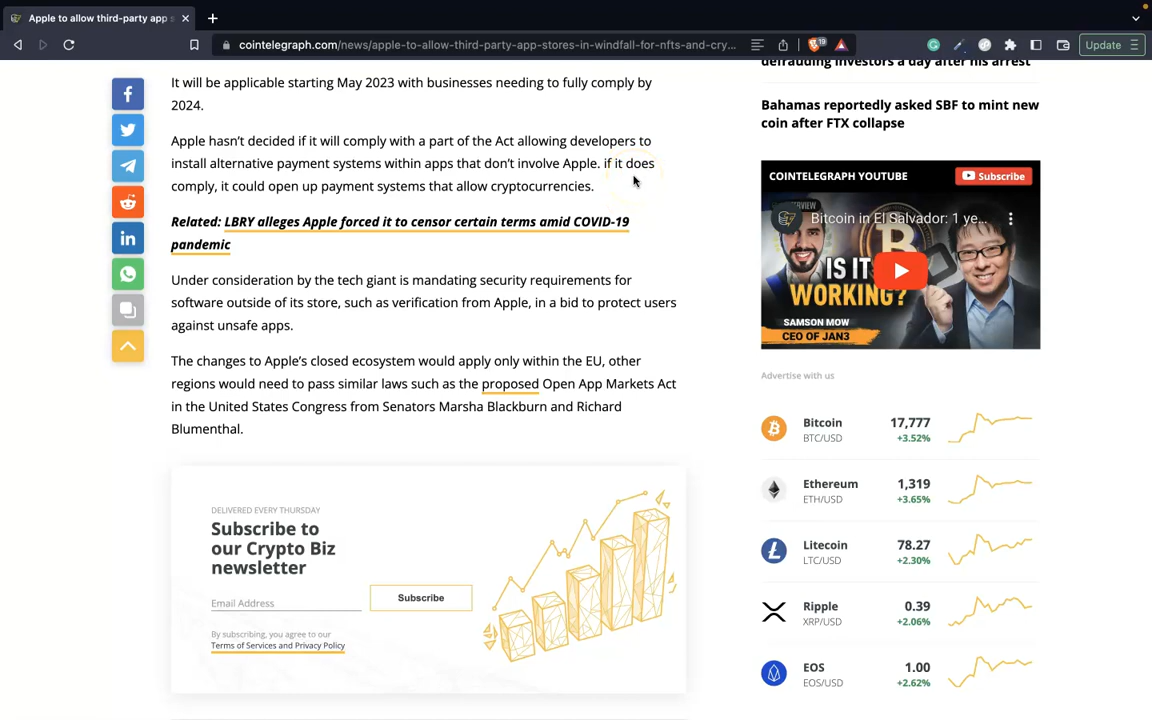 Apple to allow third-party app s
cointelegraph.com/news/apple-to-allow-third-party-app-stores-in-windfall-for-nfts-and-cry...
19
Update
It will be applicable starting May 2023 with businesses needing to fully comply by
2024.
Apple hasn't decided if it will comply with a part of the Act allowing developers to
install alternative payment systems within apps that don't involve Apple. if it does
comply, it could open up payment systems that allow cryptocurrencies.
Related: LBRY alleges Apple forced it to censor certain terms amid COVID-19
pandemic
Under consideration by the tech giant is mandating security requirements for
software outside of its store, such as verification from Apple, in a bid to protect users
against unsafe apps.
The changes to Apple's closed ecosystem would apply only within the EU, other
regions would need to pass similar laws such as the proposed Open App Markets Act
in the United States Congress from Senators Marsha Blackburn and Richard
Blumenthal.
DELIVERED EVERY THURSDAY
Subscribe to
our Crypto Biz
newsletter
Email Address
Subscribe
By subscribing, you agree to our
Terms of Services and Privacy Policy
defrauding investors a day after his arrest
Bahamas reportedly asked SBF to mint new
coin after FTX collapse
COINTELEGRAPH YOUTUBE
Subscribe
Bitcoin in El Salvador: 1 ye...
IS IT
WORKING?
SAMSON MOW
CEO OF JAN3
Advertise with us
Bitcoin 17,777
BTC/USD +3.52%
Ethereum 1,319
ETH/USD +3.65%
Litecoin 78.27
LTC/USD +2.30%
Ripple 0.39
XRP/USD +2.06%
EOS 1.00
EOS/USD +2.62%